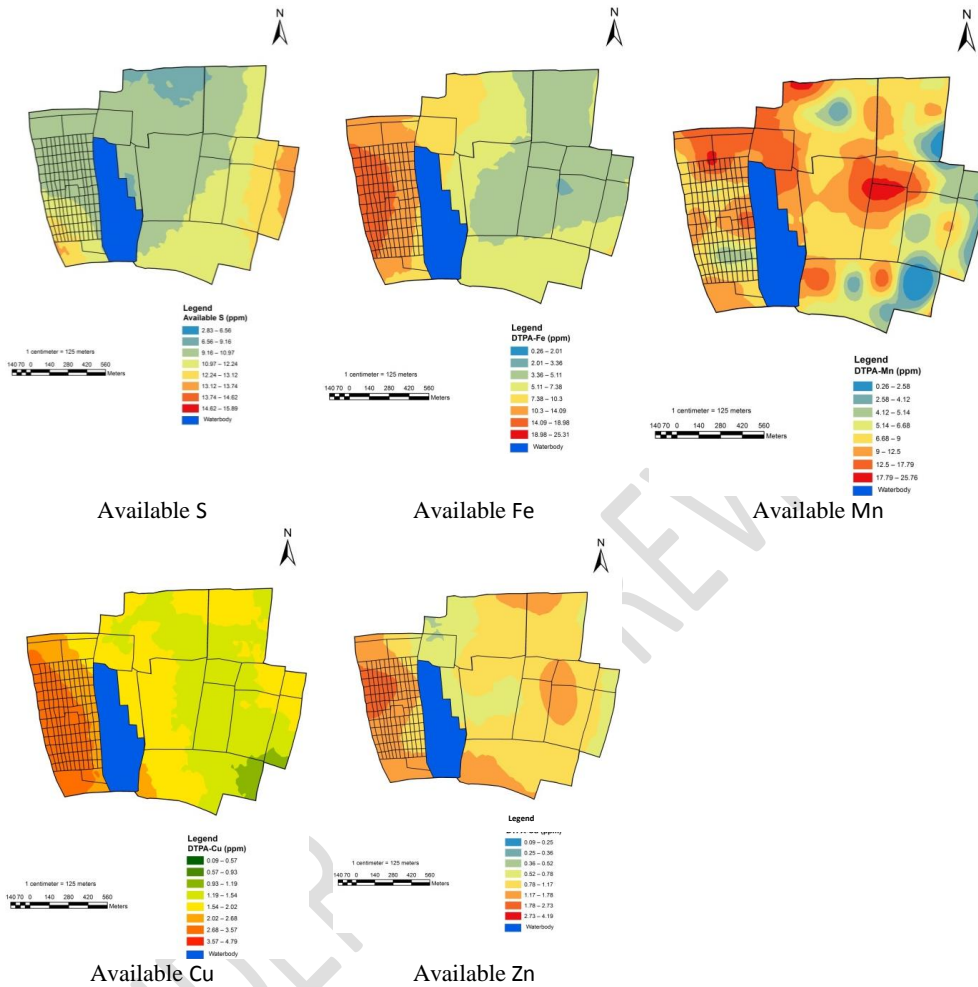 N
N
N
Legend
Available S (ppm)
2.83 – 6.56
6.56 – 9.16
9.16 – 10.97
10.97 – 12.24
12.24 – 13.12
13.12 – 13.74
13.74 – 14.62
14.62 – 15.89
Waterbody
1 centimeter = 125 meters
140 70 0 140 280 420 560
Meters
Legend
DTPA-Fe (ppm)
0.26 – 2.01
2.01 – 3.36
3.36 – 5.11
5.11 – 7.38
7.38 – 10.3
10.3 – 14.09
14.09 – 18.98
18.98 – 25.31
Waterbody
1 centimeter = 125 meters
140 70 0 140 280 420 560
Meters
Legend
DTPA-Mn (ppm)
0.26 – 2.58
2.58 – 4.12
4.12 – 5.14
5.14 – 6.68
6.68 – 9
9 – 12.5
12.5 – 17.79
17.79 – 25.76
Waterbody
1 centimeter = 125 meters
140 70 0 140 280 420 560
Meters
Available S
Available Fe
Available Mn
N
N
Legend
DTPA-Cu (ppm)
0.09 – 0.57
0.57 – 0.93
0.93 – 1.19
1.19 – 1.54
1.54 – 2.02
2.02 – 2.68
2.68 – 3.57
3.57 – 4.79
Waterbody
1 centimeter = 125 meters
140 70 0 140 280 420 560
Meters
Legend
(ppm)
0.09 – 0.25
0.25 – 0.36
0.36 – 0.52
0.52 – 0.78
0.78 – 1.17
1.17 – 1.78
1.78 – 2.73
2.73 – 4.19
Waterbody
1 centimeter = 125 meters
140 70 0 140 280 420 560
Meters
Available Cu
Available Zn